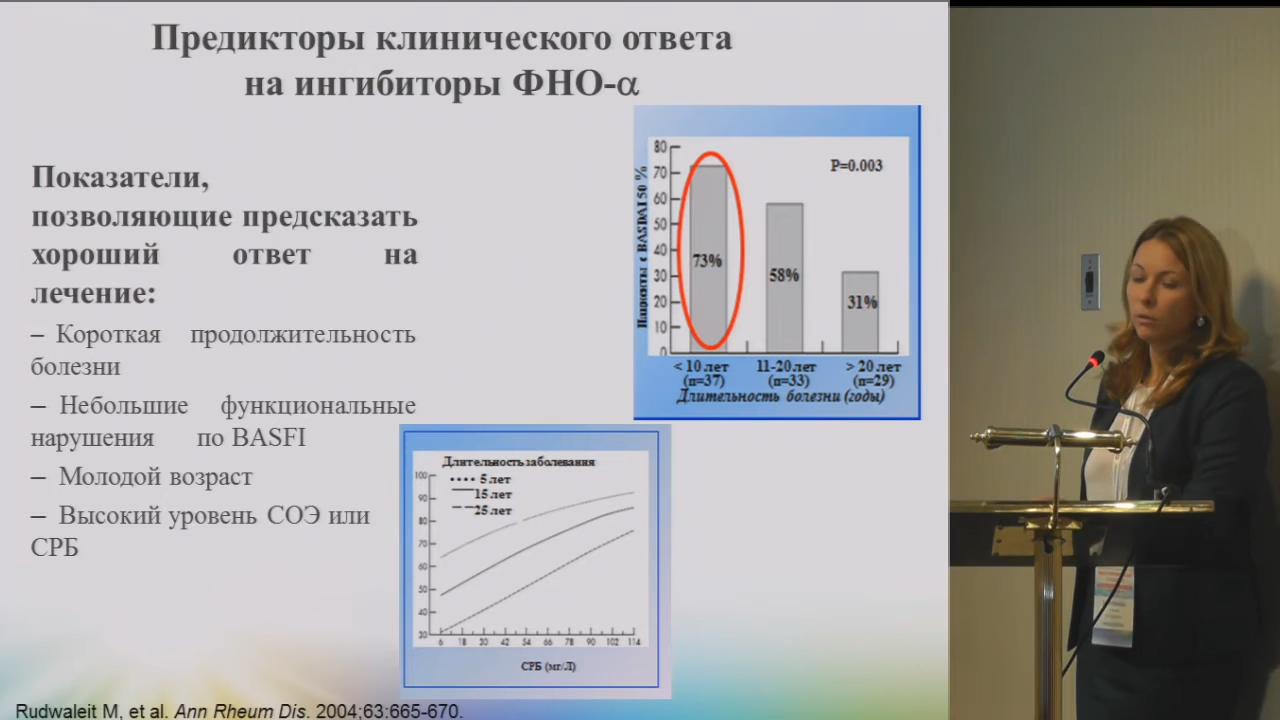 Предикторы клинического ответа
на ингибиторы ФНО-α
Показатели,
позволяющие предсказать
хороший ответ на
лечение:
– Короткая продолжительность
болезни
– Небольшие функциональные
нарушения по BASFI
– Молодой возраст
– Высокий уровень СОЭ или
СРБ
80
70
60
50
40
30
20
10
0
Пациенты с BASDAI 50 %
P=0.003
73%
58%
31%
< 10 лет 11-20 лет > 20 лет
(n=37) (n=33) (n=29)
Длительность болезни (годы)
Длительность заболевания
5 лет
15 лет
25 лет
100
90
80
70
60
50
40
30
6 18 30 42 54 66 78 90 102 114
СРБ (мг/Л)
Rudwaleit M, et al. Ann Rheum Dis. 2004;63:665-670.